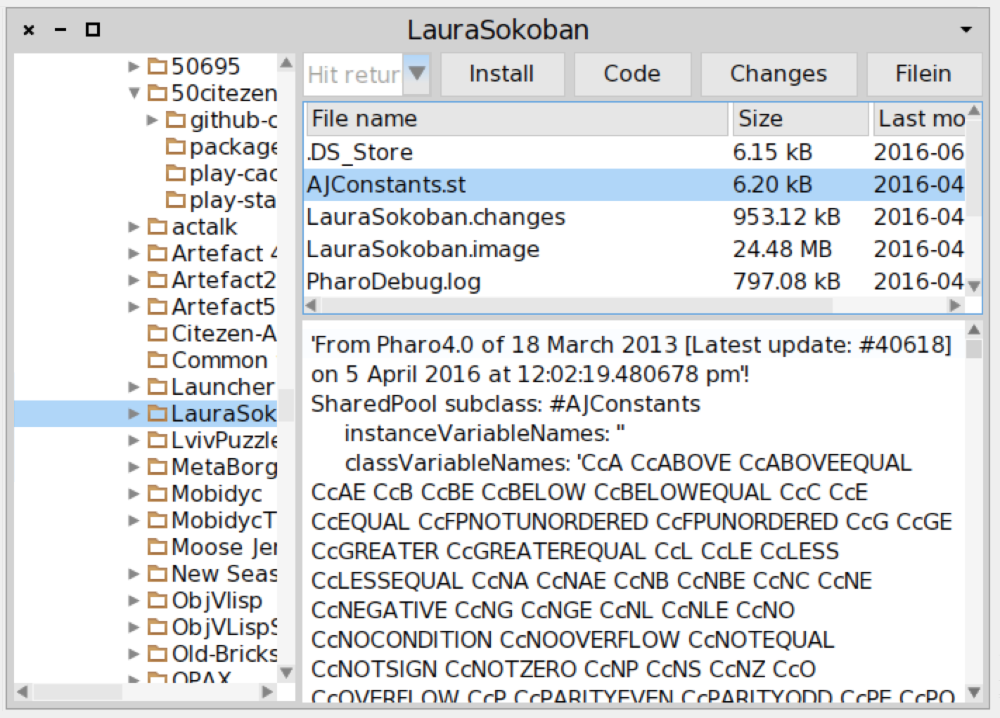 LauraSokoban
50695
50citezen
github-c
package
play-cac
play-sta
actalk
Artefact 4
Artefact2
Artefact5
Citezen-A
Common
Launcher
LauraSok
LvivPuzzle
MetaBorg
Mobidyc
MobidycT
Moose Jen
New Seas
ObjVlisp
ObjVLispS
Old-Bricks
OPAX
Hit retur
Install Code Changes Filein
File name Size Last mo
.DS_Store 6.15 kB 2016-06
AJConstants.st 6.20 kB 2016-04
LauraSokoban.changes 953.12 kB 2016-04
LauraSokoban.image 24.48 MB 2016-04
PharoDebug.log 797.08 kB 2016-04
'From Pharo4.0 of 18 March 2013 [Latest update: #40618]
on 5 April 2016 at 12:02:19.480678 pm'!
SharedPool subclass: #AJConstants
instanceVariableNames: ''
classVariableNames: 'CcA CcABOVE CcABOVEEQUAL
CcAE CcB CcBE CcBELOW CcBELOWEQUAL CcC CcE
CcEQUAL CcFPNOTUNORDERED CcFPUNORDERED CcG CcGE
CcGREATER CcGREATEREQUAL CcL CcLE CcLESS
CcLESSEQUAL CcNA CcNAE CcNB CcNBE CcNC CcNE
CcNEGATIVE CcNG CcNGE CcNL CcNLE CcNO
CcNOCONDITION CcNOOVERFLOW CcNOTEQUAL
CcNOTSIGN CcNOTZERO CcNP CcNS CcNZ CcO
CcOVERFLOW CcP CcPARITYEVEN CcPARITYODD CcPE CcPO